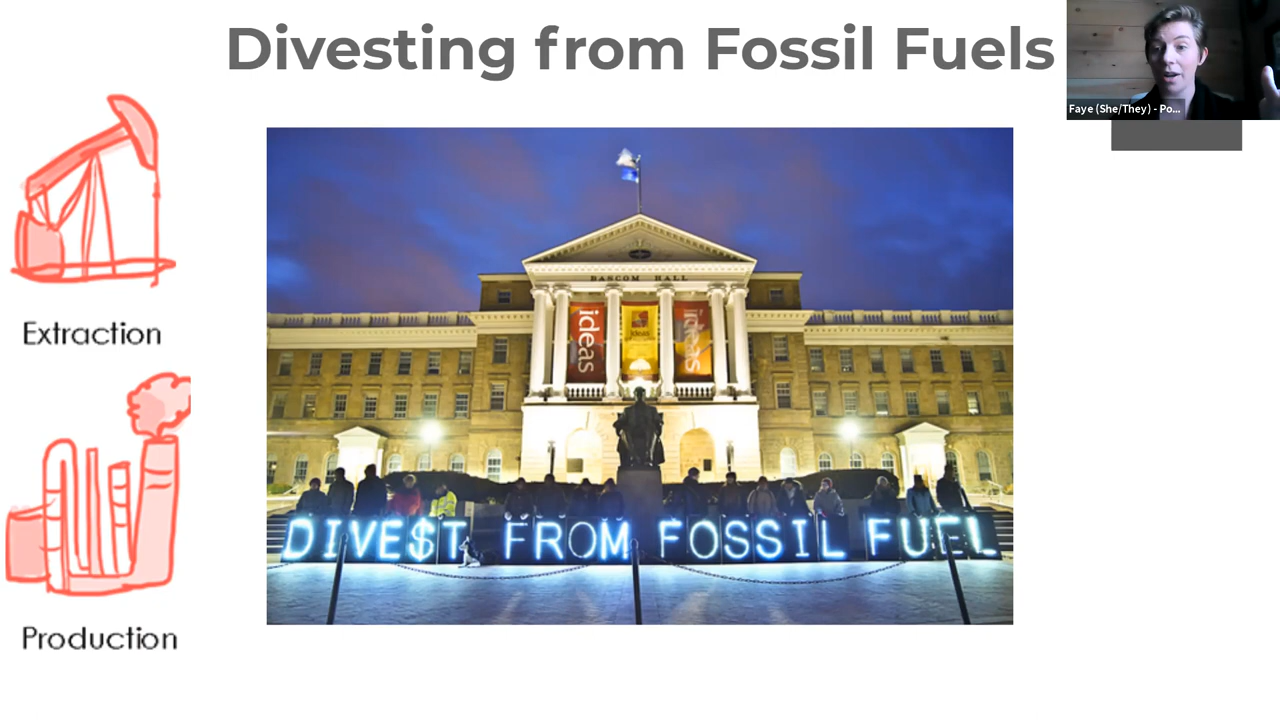 Divesting from Fossil Fuels
Faye (She/They) - Po...
Extraction
BASCOM HALL
ideas
ideas
ideas
DIVE$T FROM FOSSIL FUEL
Production